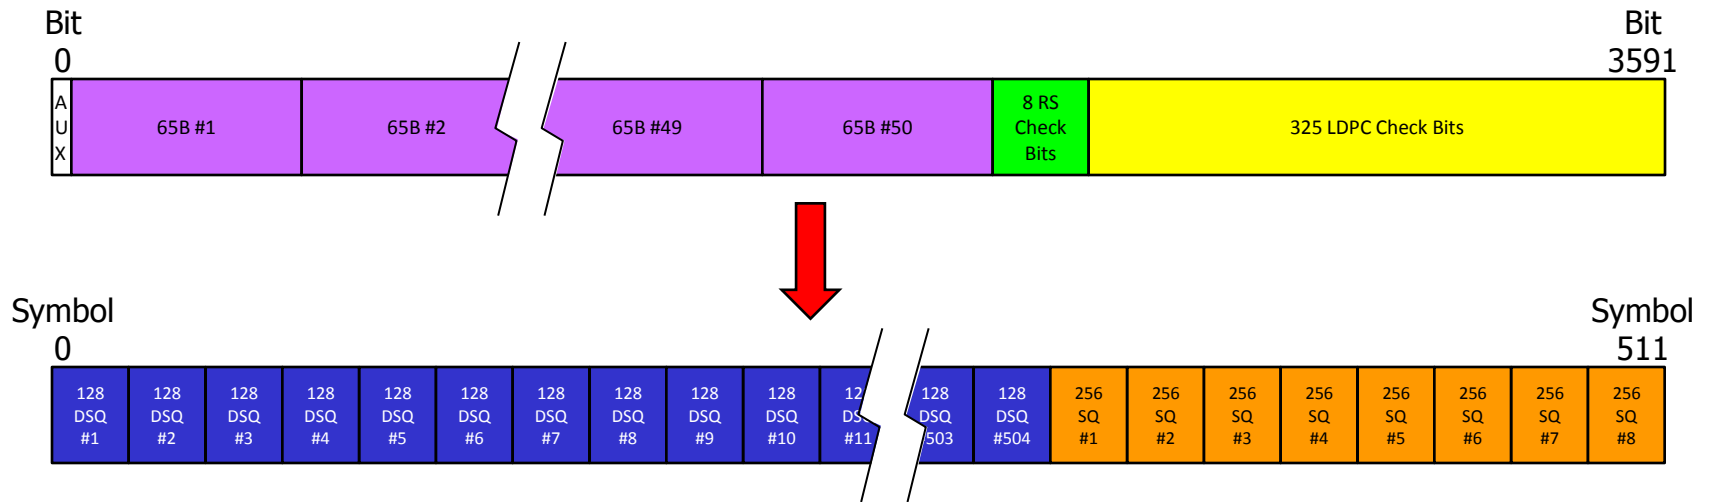 Bit
0
Bit
3591
A
U
X
65B #1
65B #2
65B #49
65B #50
8 RS
Check
Bits
325 LDPC Check Bits
Symbol
0
Symbol
511
128
DSQ
#1
128
DSQ
#2
128
DSQ
#3
128
DSQ
#4
128
DSQ
#5
128
DSQ
#6
128
DSQ
#7
128
DSQ
#8
128
DSQ
#9
128
DSQ
#10
12
DS
#11
128
DSQ
503
128
DSQ
#504
256
SQ
#1
256
SQ
#2
256
SQ
#3
256
SQ
#4
256
SQ
#5
256
SQ
#6
256
SQ
#7
256
SQ
#8